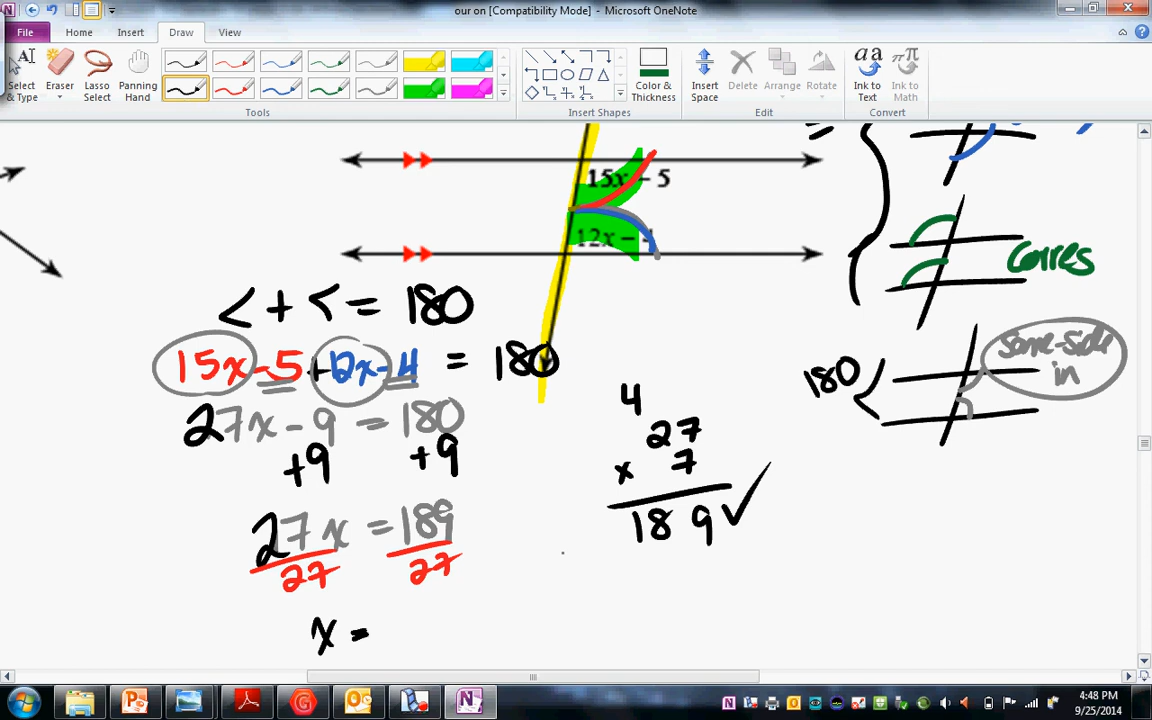 our on [Compatibility Mode] - Microsoft OneNote
File Home Insert Draw View
Select & Type
Eraser
Lasso Select
Panning Hand
Color & Thickness
Insert Space
Delete
Arrange
Rotate
Ink to Text
Ink to Math
Tools
Insert Shapes
Edit
Convert
15x - 5
12x - 4
corres
< + < = 180
15x-5+12x-4 = 180
180
same-side in
27x - 9 = 180
+9 +9
27x = 189
27 27
x =
4
27
x 7
189✓
4:48 PM
9/25/2014